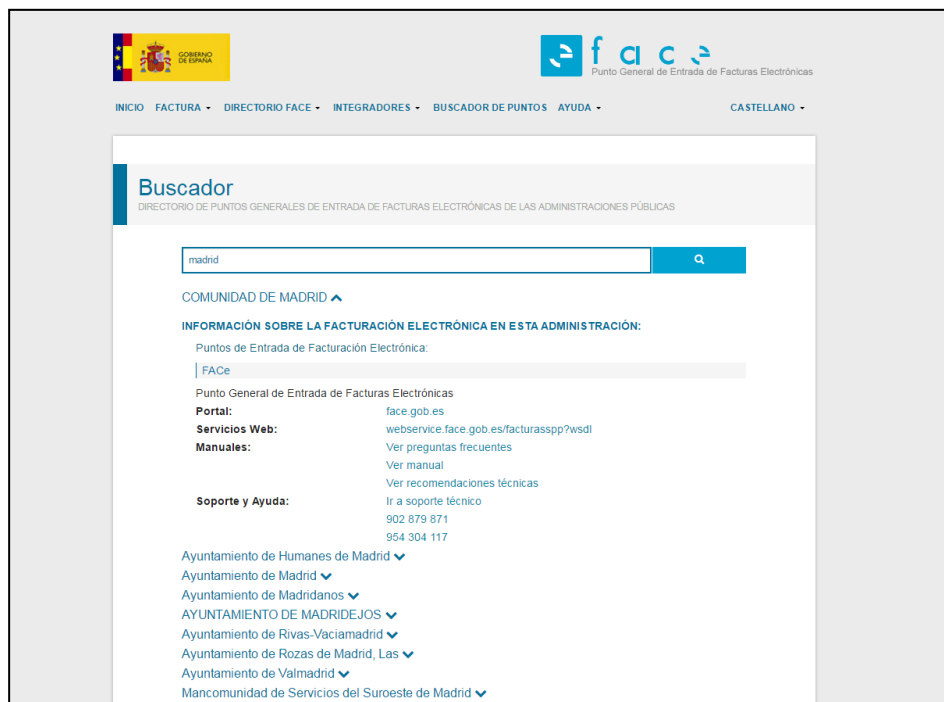 GOBIERNO
DE ESPAÑA
face
Punto General de Entrada de Facturas Electrónicas
INICIO FACTURA DIRECTORIO FACE INTEGRADORES BUSCADOR DE PUNTOS AYUDA CASTELLANO
Buscador
DIRECTORIO DE PUNTOS GENERALES DE ENTRADA DE FACTURAS ELECTRÓNICAS DE LAS ADMINISTRACIONES PÚBLICAS
madrid
COMUNIDAD DE MADRID
INFORMACIÓN SOBRE LA FACTURACIÓN ELECTRÓNICA EN ESTA ADMINISTRACIÓN:
Puntos de Entrada de Facturación Electrónica:
FACe
Punto General de Entrada de Facturas Electrónicas
Portal: face.gob.es
Servicios Web: webservice.face.gob.es/facturasspp?wsdl
Manuales: Ver preguntas frecuentes
Ver manual
Ver recomendaciones técnicas
Soporte y Ayuda: Ir a soporte técnico
902 879 871
954 304 117
Ayuntamiento de Humanes de Madrid
Ayuntamiento de Madrid
Ayuntamiento de Madridanos
AYUNTAMIENTO DE MADRIDEJOS
Ayuntamiento de Rivas-Vaciamadrid
Ayuntamiento de Rozas de Madrid, Las
Ayuntamiento de Valmadrid
Mancomunidad de Servicios del Suroeste de Madrid